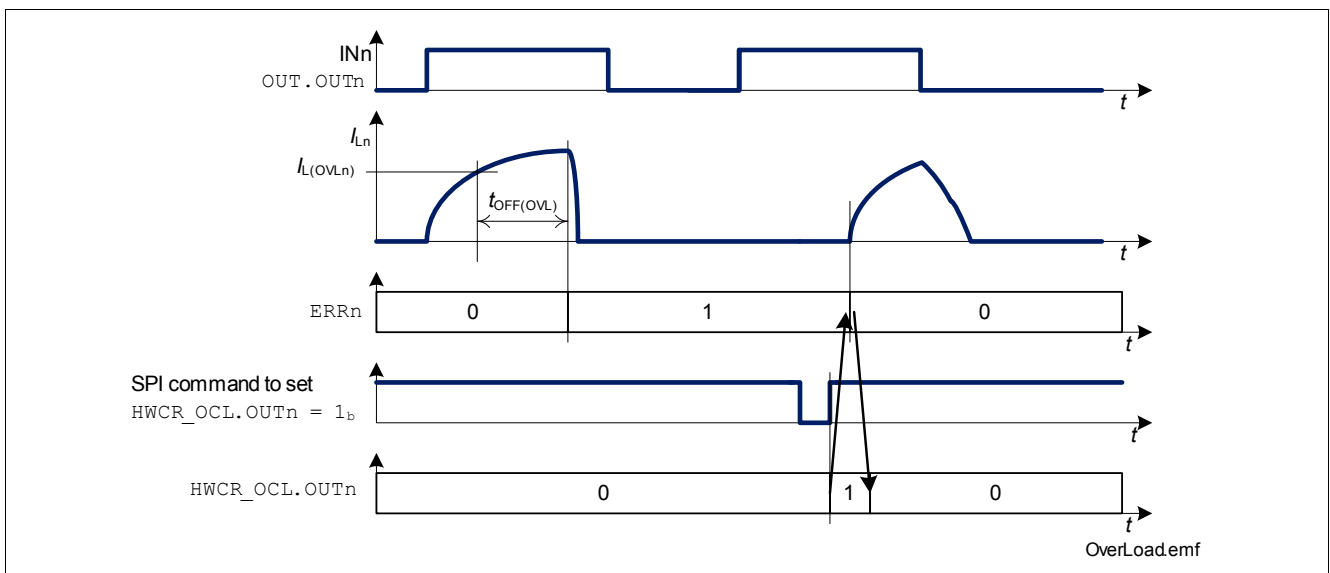 INn
OUT.OUTn
t
ILn
IL(OVLn)
tOFF(OVL)
t
ERRn
0
1
0
t
SPI command to set
HWCR_OCL.OUTn = 1b
t
HWCR_OCL.OUTn
0
1
0
t
OverLoad.emf